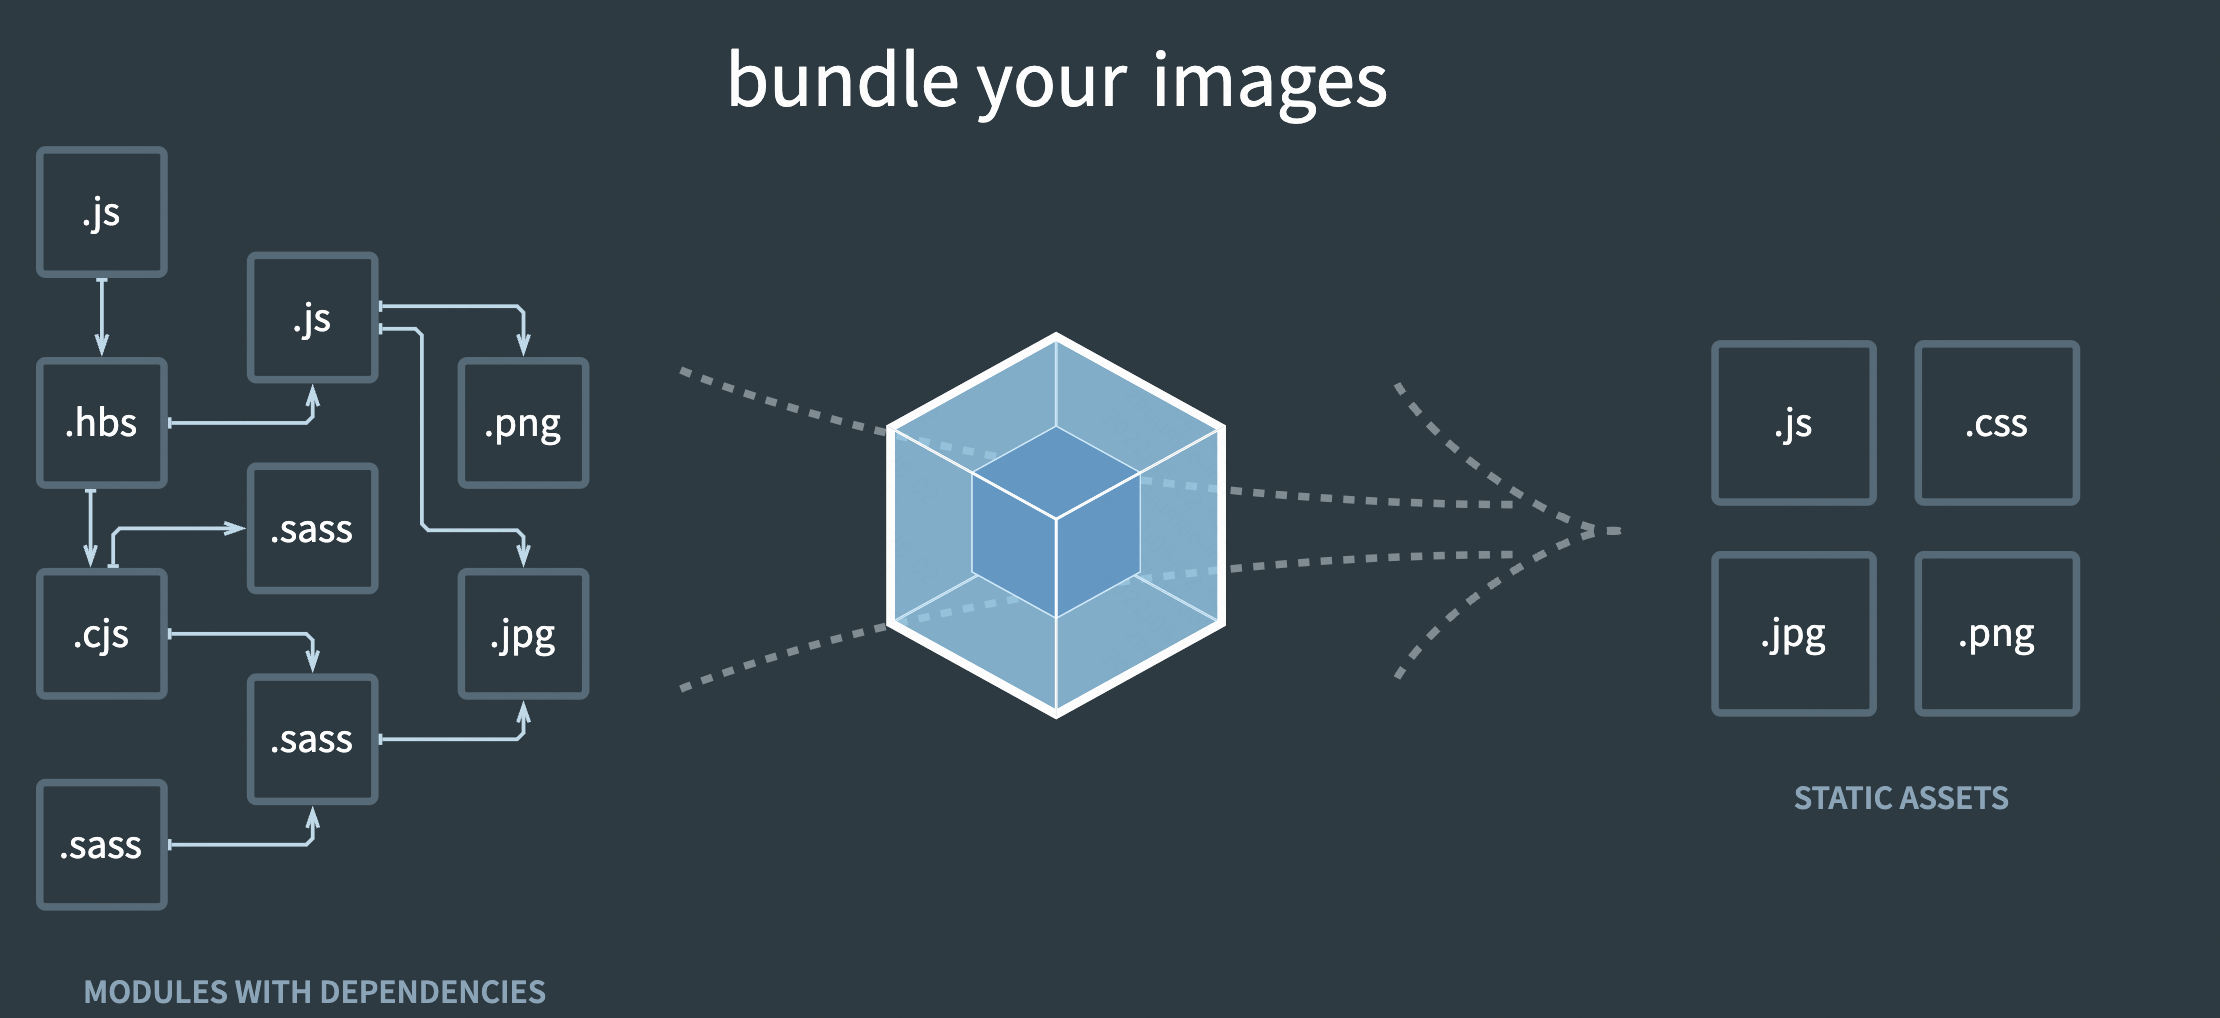 bundle your images
.js
.js
.hbs
.png
.sass
.cjs
.jpg
.sass
.sass
MODULES WITH DEPENDENCIES
.js
.css
.jpg
.png
STATIC ASSETS